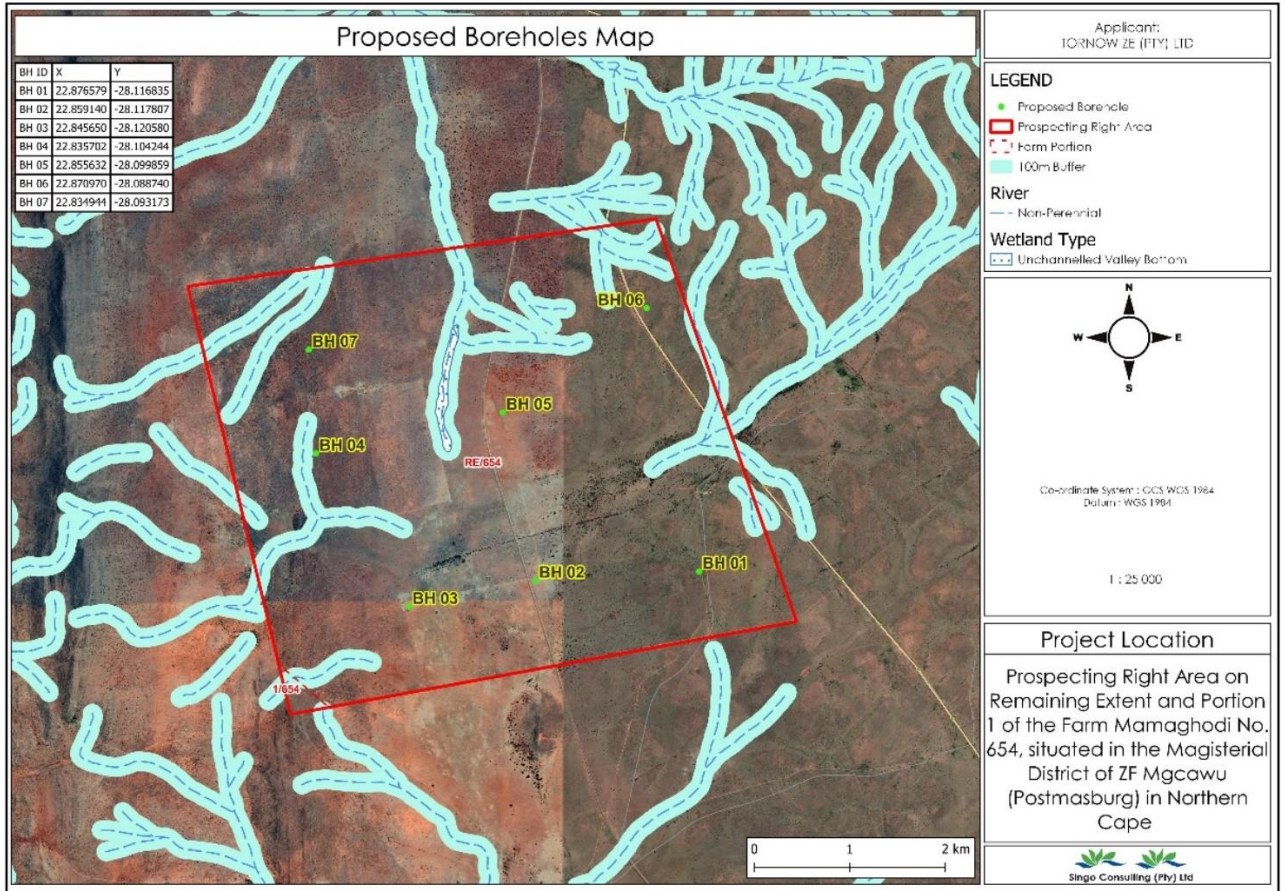 Proposed Boreholes Map
BH ID X Y
BH 01 22.876579 -28.116835
BH 02 22.859140 -28.117807
BH 03 22.845650 -28.120580
BH 04 22.835702 -28.104244
BH 05 22.855632 -28.099859
BH 06 22.870970 -28.088740
BH 07 22.834944 -28.093173
BH 06
BH 07
BH 05
BH 04
RE/654
BH 01
BH 02
BH 03
1/654
0 1 2 km
Applicant:
TORNOW ZE (PTY) LTD
LEGEND
Proposed Borehole
Prospecting Right Area
Farm Portion
100m Buffer
River
Non-Perennial
Wetland Type
Unchannelled Valley Bottom
N
W E
S
Co-ordinate System : GCS WGS 1984
Datum : WGS 1984
1 : 25 000
Project Location
Prospecting Right Area on
Remaining Extent and Portion
1 of the Farm Mamaghodi No.
654, situated in the Magisterial
District of ZF Mgcawu
(Postmasburg) in Northern
Cape
Singo Consulting (Pty) Ltd